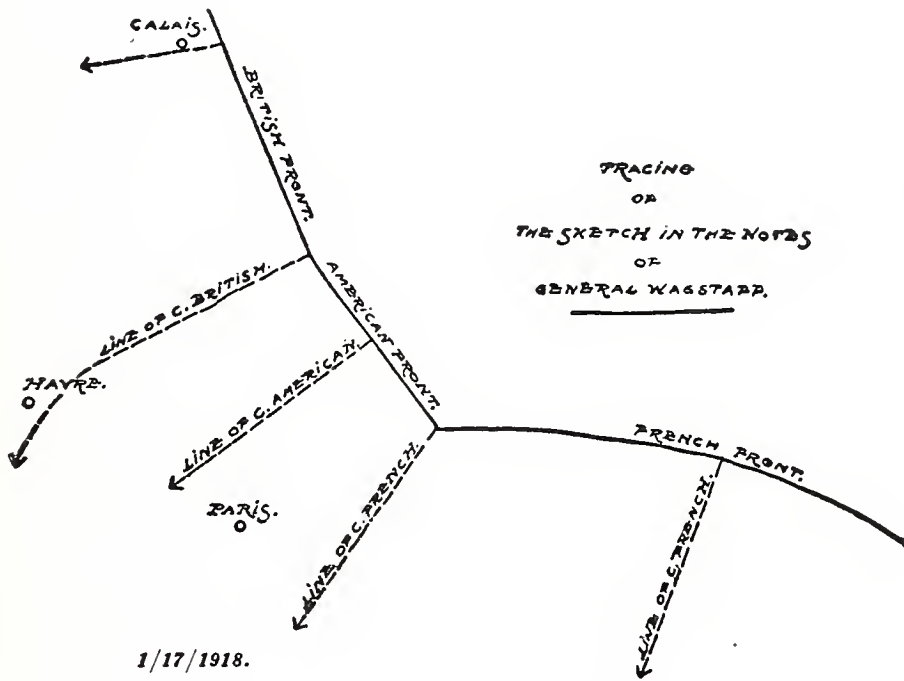 CALAIS.
BRITISH FRONT.
TRACING
OF
THE SKETCH IN THE NOTES
OF
GENERAL WAGSTAFF.
LINE OF C. BRITISH.
AMERICAN FRONT.
HAVRE.
LINE OF C. AMERICAN.
FRENCH FRONT.
PARIS.
LINE OF C. FRENCH.
LINE OF C. FRENCH.
1/17/1918.